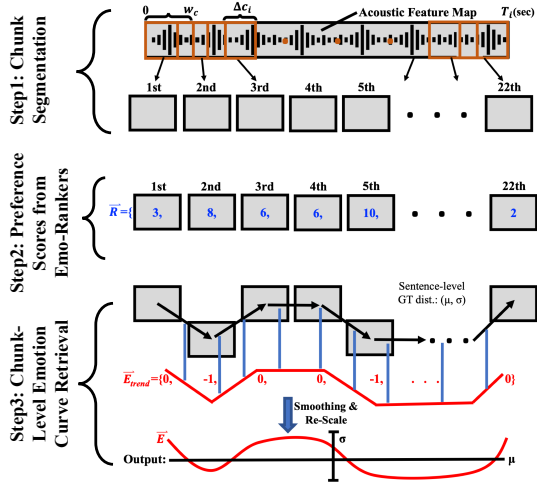 Step1: Chunk
Segmentation
0 w_c Δc_i T_i(sec)
Acoustic Feature Map
1st 2nd 3rd 4th 5th 22th
. . .
Step2: Preference
Scores from
Emo-Rankers
1st 2nd 3rd 4th 5th 22th
R⃗ ={ 3, 8, 6, 6, 10, . . . 2
Step3: Chunk-
Level Emotion
Curve Retrieval
Sentence-level
GT dist.: (μ, σ)
. . .
E⃗_trend={0, -1, 0, 0, -1, . . . 0}
Smoothing &
Re-Scale
E⃗ σ
Output: μ